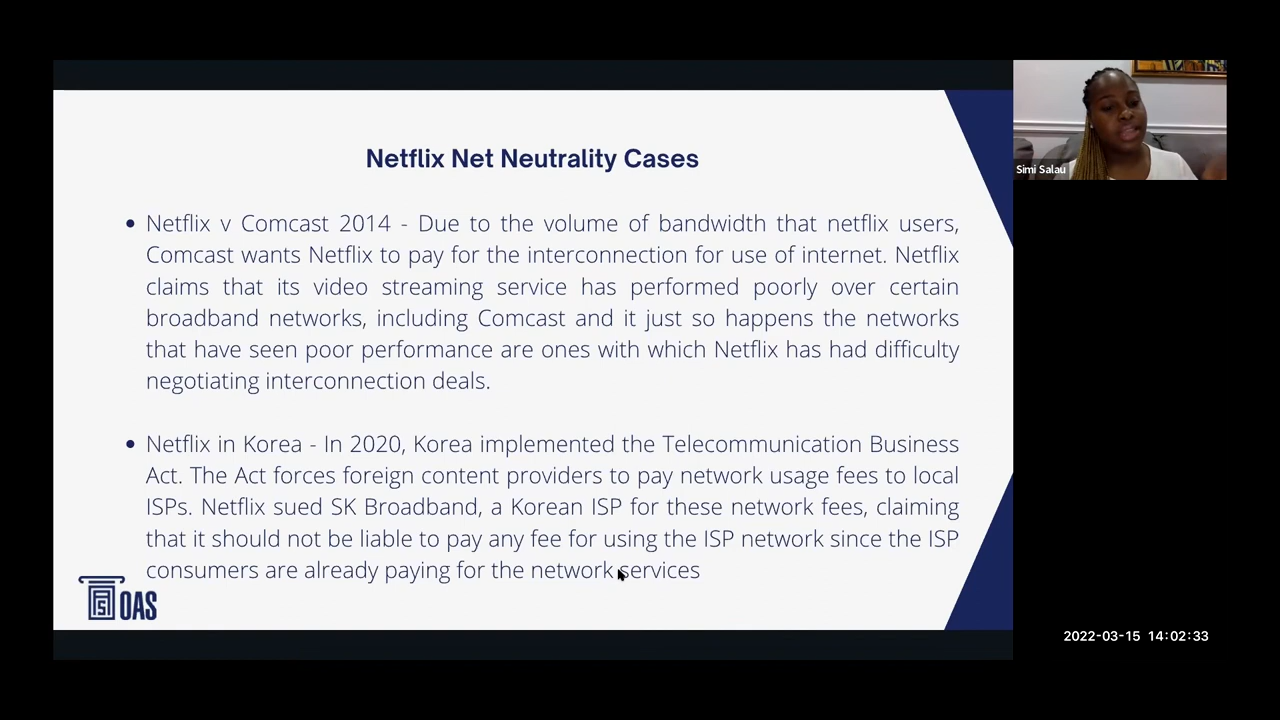 Netflix Net Neutrality Cases
Simi Salau
• Netflix v Comcast 2014 - Due to the volume of bandwidth that netflix users,
Comcast wants Netflix to pay for the interconnection for use of internet. Netflix
claims that its video streaming service has performed poorly over certain
broadband networks, including Comcast and it just so happens the networks
that have seen poor performance are ones with which Netflix has had difficulty
negotiating interconnection deals.
• Netflix in Korea - In 2020, Korea implemented the Telecommunication Business
Act. The Act forces foreign content providers to pay network usage fees to local
ISPs. Netflix sued SK Broadband, a Korean ISP for these network fees, claiming
that it should not be liable to pay any fee for using the ISP network since the ISP
consumers are already paying for the network services
OAS
2022-03-15 14:02:33